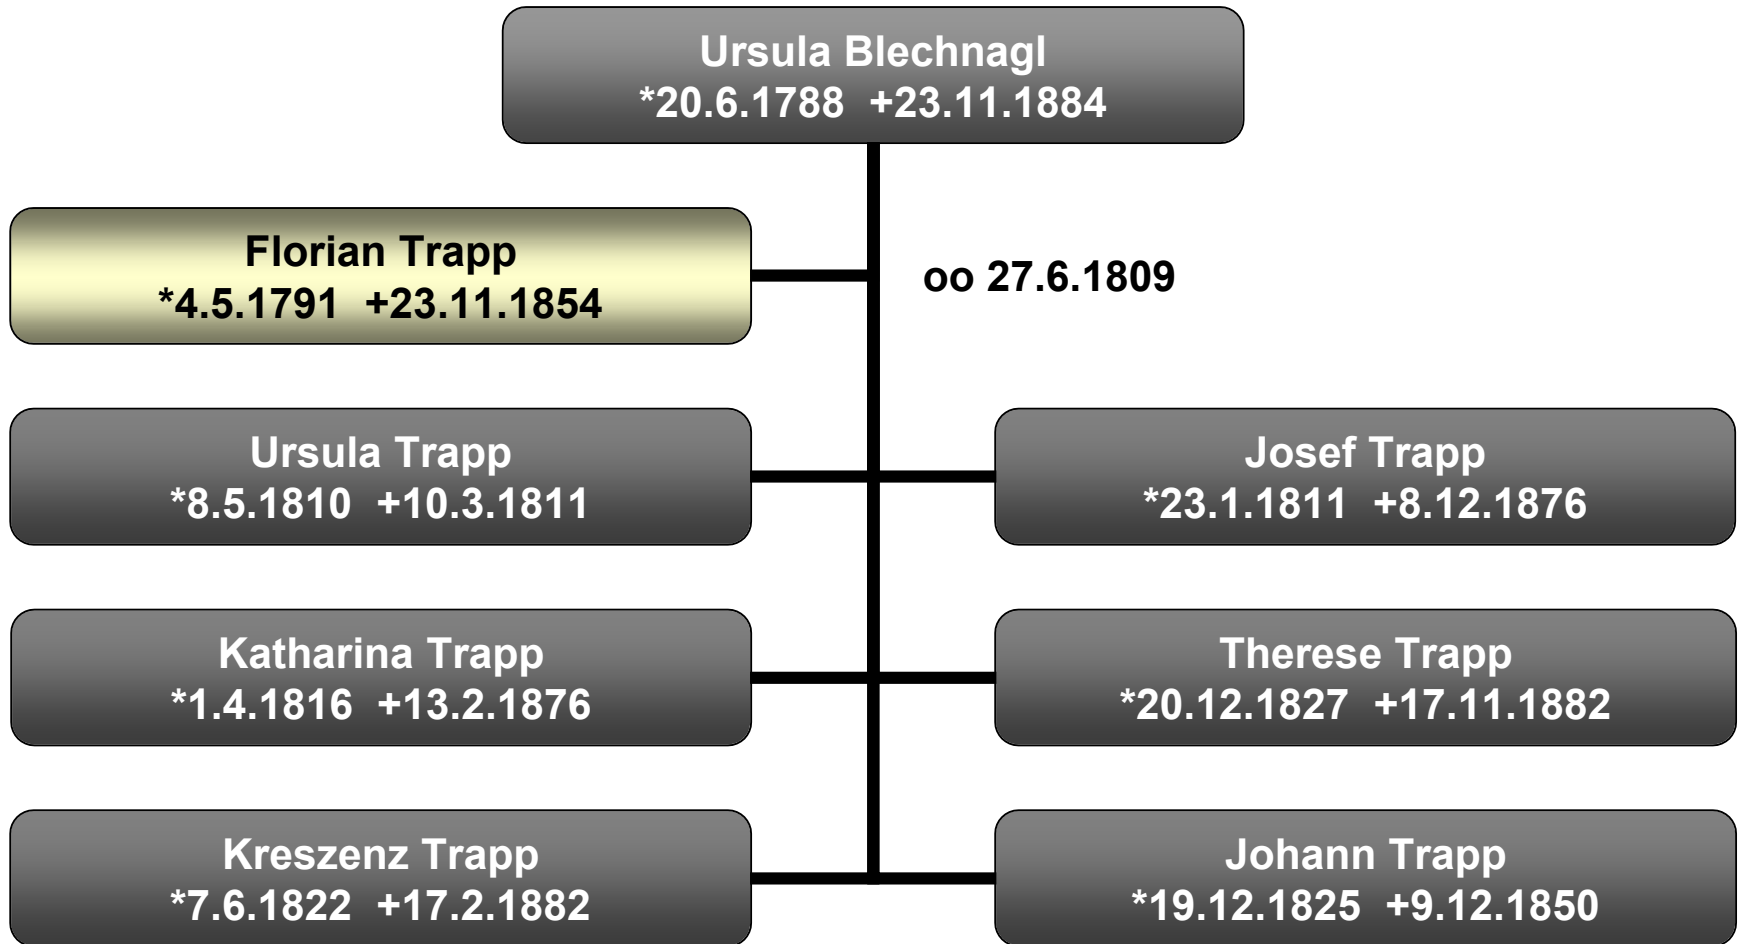 Ursula Blechnagl
*20.6.1788 +23.11.1884
Florian Trapp
*4.5.1791 +23.11.1854
oo 27.6.1809
Ursula Trapp
*8.5.1810 +10.3.1811
Josef Trapp
*23.1.1811 +8.12.1876
Katharina Trapp
*1.4.1816 +13.2.1876
Therese Trapp
*20.12.1827 +17.11.1882
Kreszenz Trapp
*7.6.1822 +17.2.1882
Johann Trapp
*19.12.1825 +9.12.1850